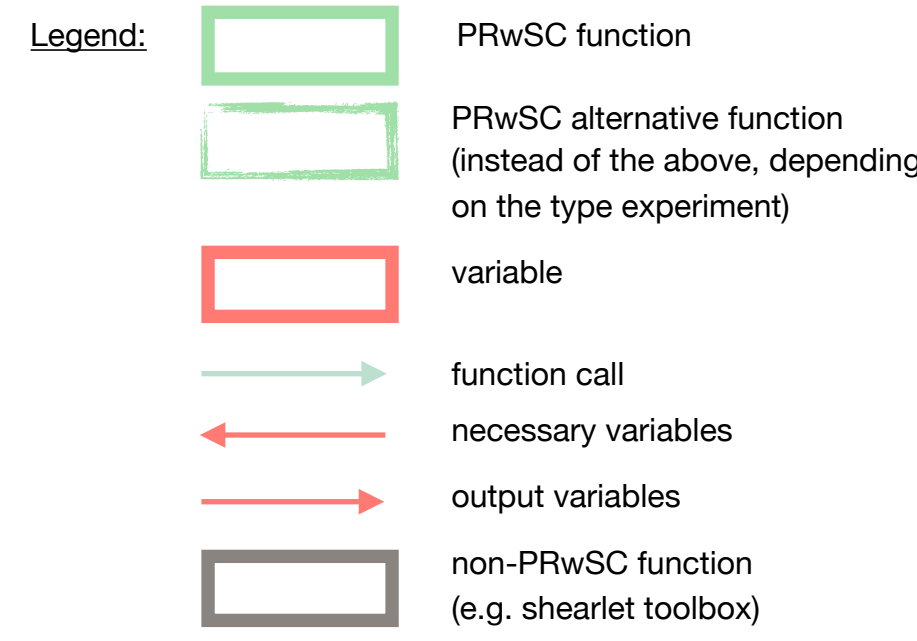 Legend:
PRwSC function
PRwSC alternative function
(instead of the above, depending
on the type experiment)
variable
function call
necessary variables
output variables
non-PRwSC function
(e.g. shearlet toolbox)